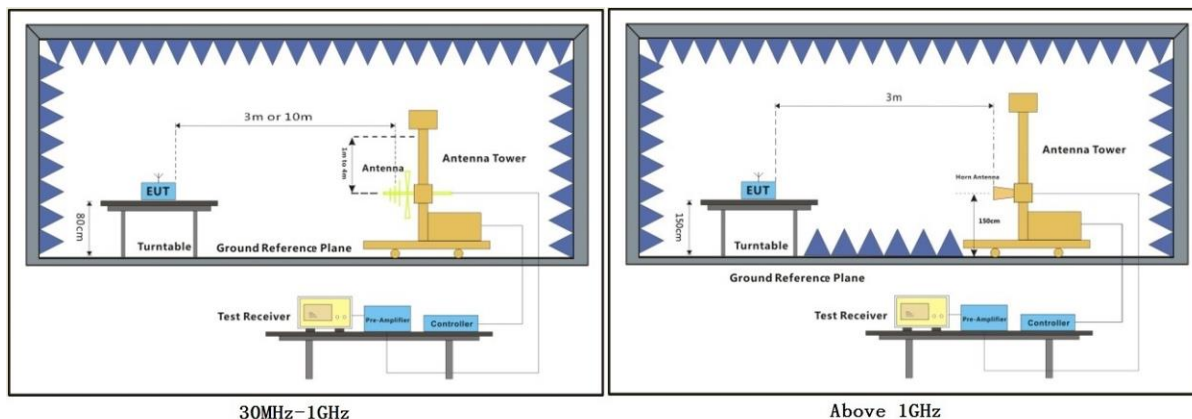 3m or 10m
1m to 4m
Antenna
Antenna Tower
EUT
80cm
Turntable
Ground Reference Plane
Test Receiver
Pre-Amplifier
Controller
30MHz-1GHz
3m
Antenna Tower
Horn Antenna
EUT
150cm
150cm
Turntable
Ground Reference Plane
Test Receiver
Pre-Amplifier
Controller
Above 1GHz